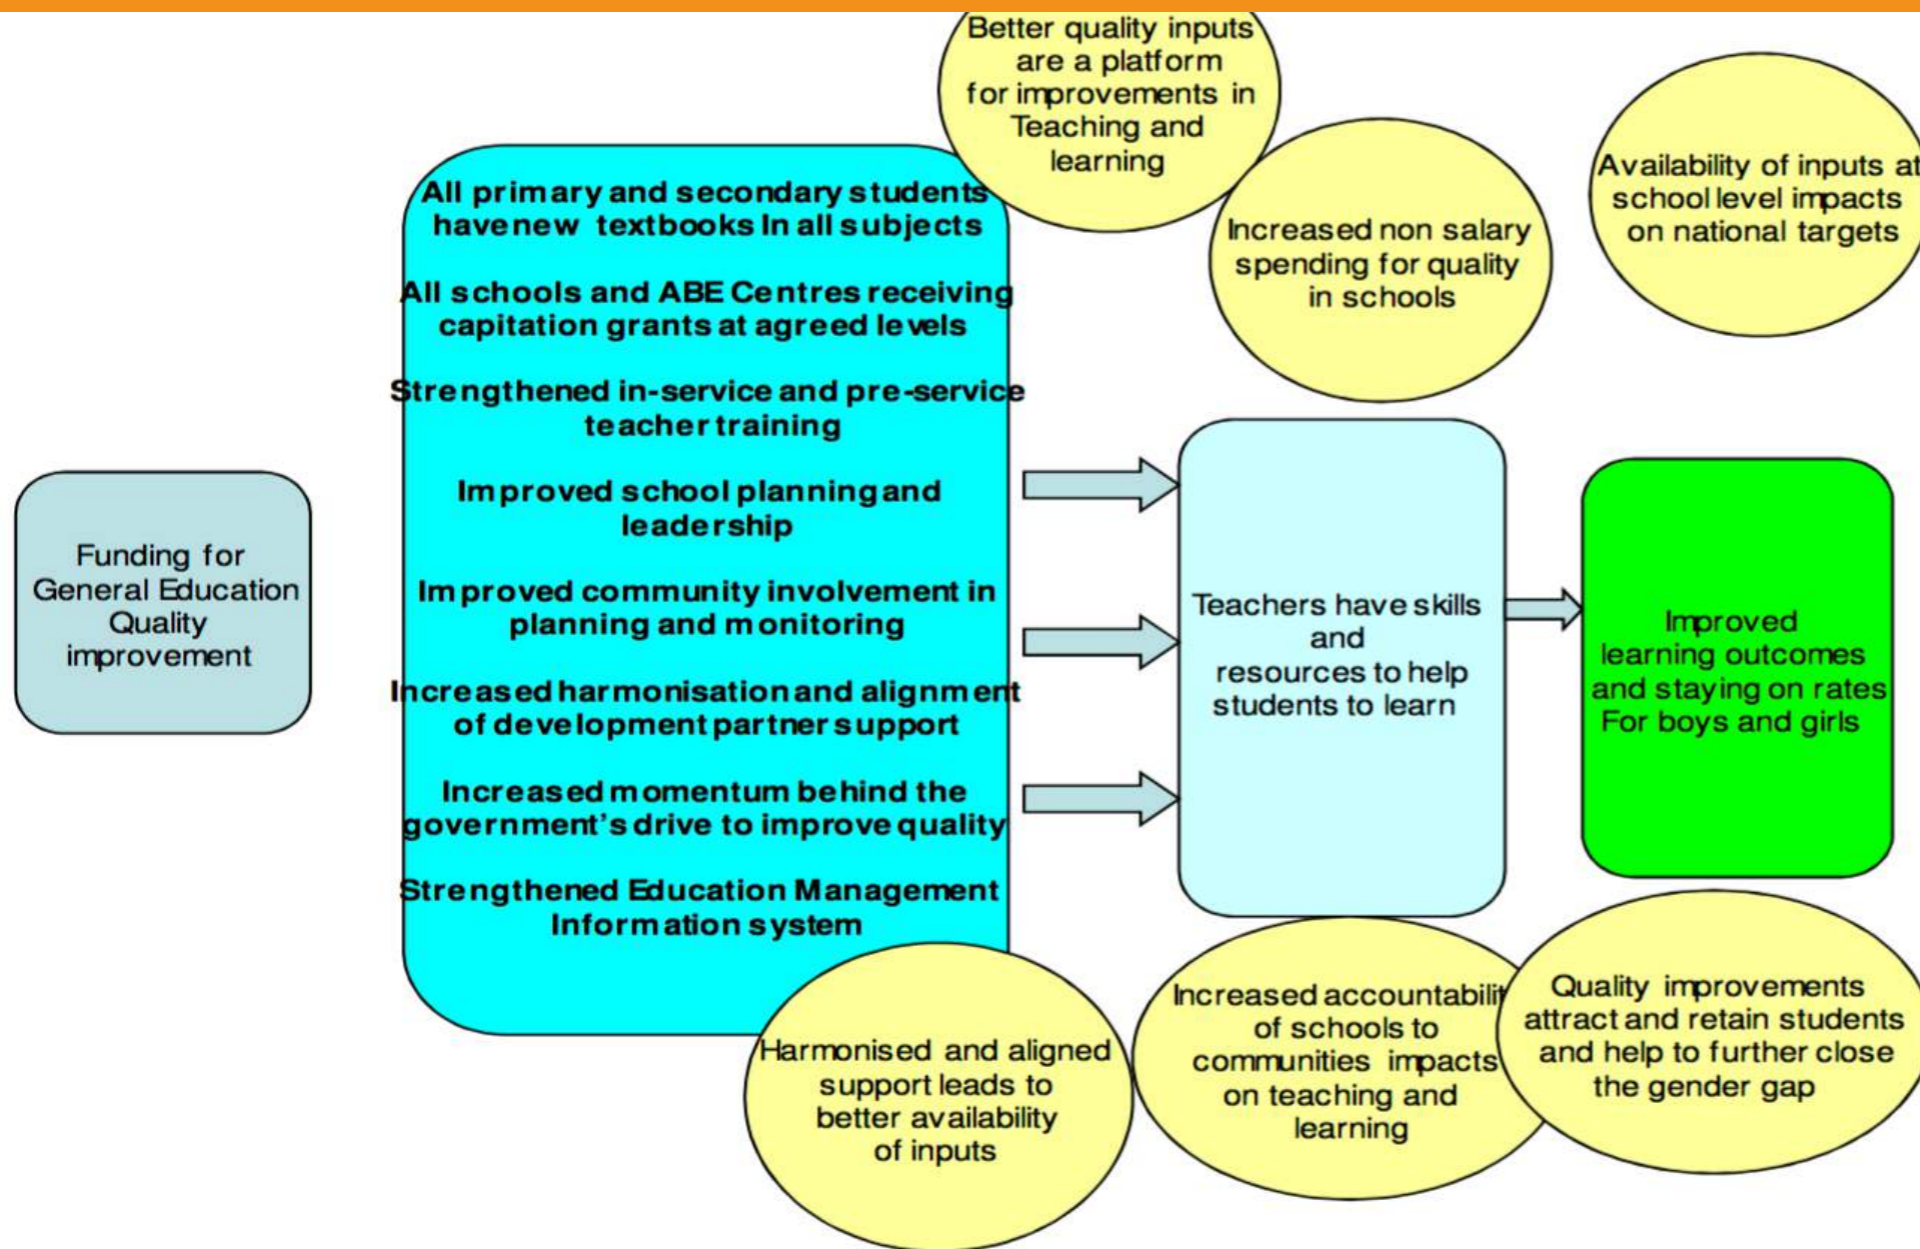 Better quality inputs
are a platform
for improvements in
Teaching and
learning
Availability of inputs at
school level impacts
on national targets
Increased non salary
spending for quality
in schools
All primary and secondary students
have new textbooks In all subjects
All schools and ABE Centres receiving
capitation grants at agreed levels
Strengthened in-service and pre-service
teacher training
Improved school planning and
leadership
Improved community involvement in
planning and monitoring
Increased harmonisation and alignment
of development partner support
Increased momentum behind the
government's drive to improve quality
Strengthened Education Management
Information system
Funding for
General Education
Quality
improvement
Teachers have skills
and
resources to help
students to learn
Improved
learning outcomes
and staying on rates
For boys and girls
Harmonised and aligned
support leads to
better availability
of inputs
Increased accountabilit
of schools to
communities impacts
on teaching and
learning
Quality improvements
attract and retain students
and help to further close
the gender gap